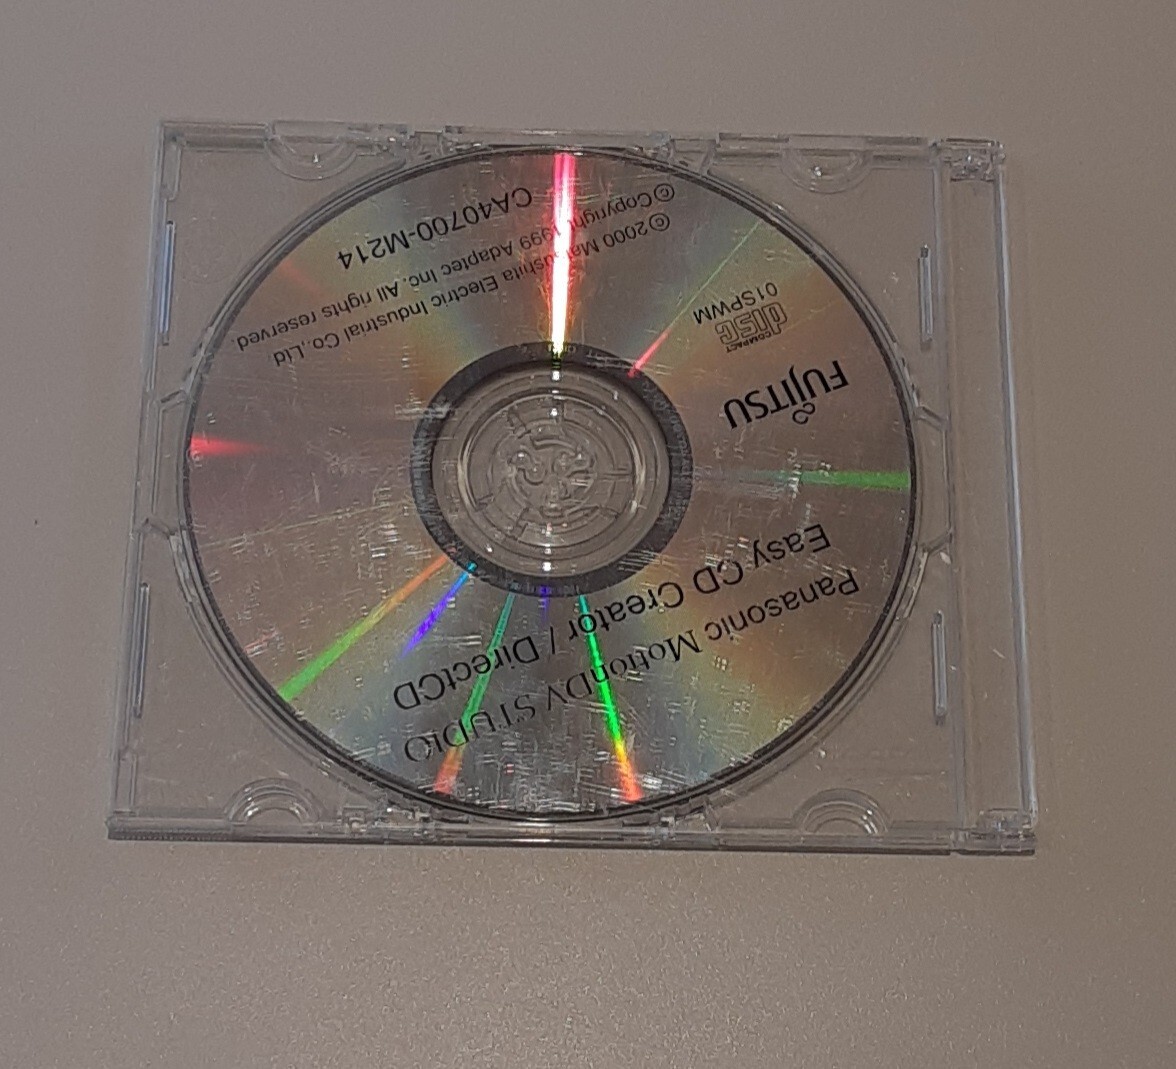 Panasonic MotionDV STUDIO
Easy CD Creator / DirectCD
FUJITSU
COMPACT
disc
01SPWM
© 2000 Matsushita Electric Industrial Co., Ltd
© Copyright 1999 Adaptec Inc. All rights reserved.
CA40700-M214